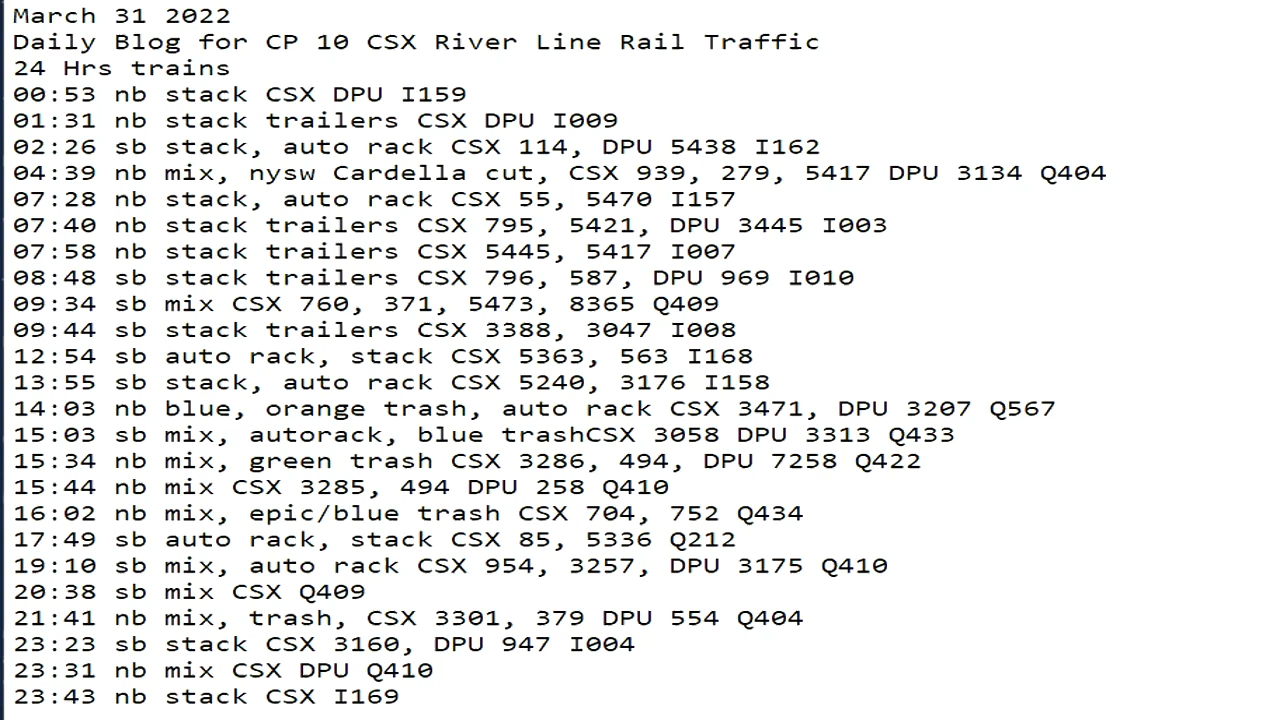 March 31 2022
Daily Blog for CP 10 CSX River Line Rail Traffic
24 Hrs trains
00:53 nb stack CSX DPU I159
01:31 nb stack trailers CSX DPU I009
02:26 sb stack, auto rack CSX 114, DPU 5438 I162
04:39 nb mix, nysw Cardella cut, CSX 939, 279, 5417 DPU 3134 Q404
07:28 nb stack, auto rack CSX 55, 5470 I157
07:40 nb stack trailers CSX 795, 5421, DPU 3445 I003
07:58 nb stack trailers CSX 5445, 5417 I007
08:48 sb stack trailers CSX 796, 587, DPU 969 I010
09:34 sb mix CSX 760, 371, 5473, 8365 Q409
09:44 sb stack trailers CSX 3388, 3047 I008
12:54 sb auto rack, stack CSX 5363, 563 I168
13:55 sb stack, auto rack CSX 5240, 3176 I158
14:03 nb blue, orange trash, auto rack CSX 3471, DPU 3207 Q567
15:03 sb mix, autorack, blue trashCSX 3058 DPU 3313 Q433
15:34 nb mix, green trash CSX 3286, 494, DPU 7258 Q422
15:44 nb mix CSX 3285, 494 DPU 258 Q410
16:02 nb mix, epic/blue trash CSX 704, 752 Q434
17:49 sb auto rack, stack CSX 85, 5336 Q212
19:10 sb mix, auto rack CSX 954, 3257, DPU 3175 Q410
20:38 sb mix CSX Q409
21:41 nb mix, trash, CSX 3301, 379 DPU 554 Q404
23:23 sb stack CSX 3160, DPU 947 I004
23:31 nb mix CSX DPU Q410
23:43 nb stack CSX I169